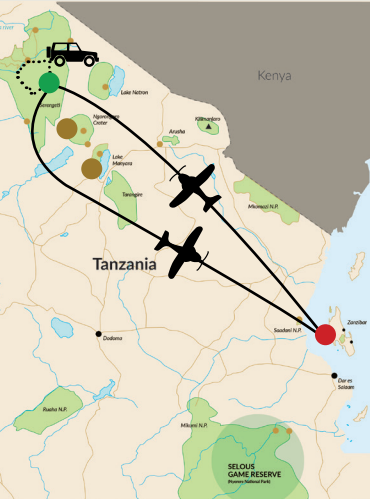 river
Kenya
Lake Natron
Serengeti
Ngorongoro
Crater
Kilimanjaro
Arusha
Lake
Manyara
Tarangire
Mkomazi N.P.
Tanzania
Saadani N.P.
Zanzibar
Dodoma
Dar es
Salaam
Ruaha N.P.
Mikumi N.P.
SELOUS
GAME RESERVE
(Nyerere National Park)